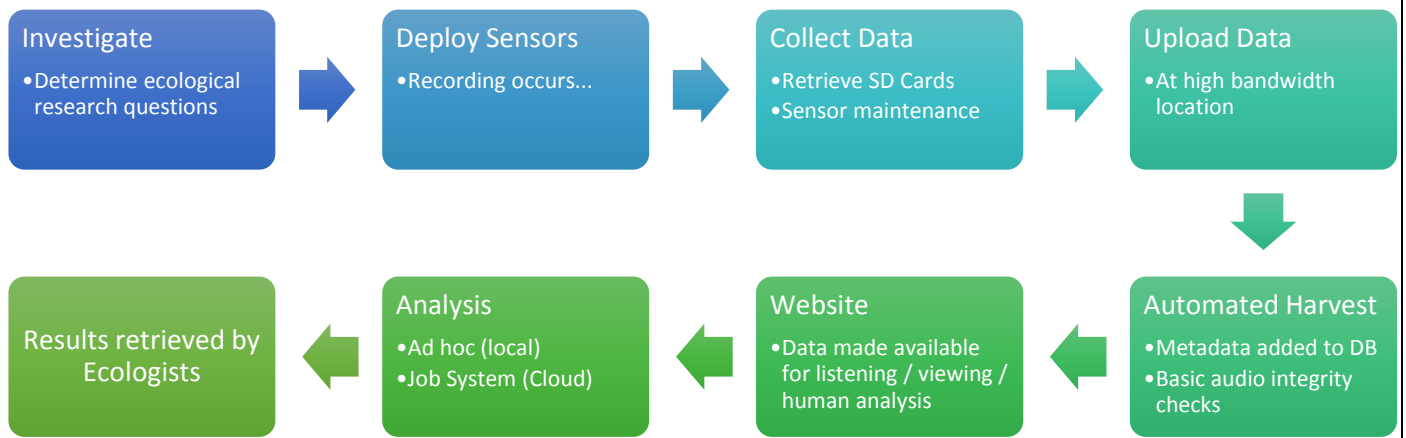 Investigate
•Determine ecological
research questions
Deploy Sensors
•Recording occurs...
Collect Data
•Retrieve SD Cards
•Sensor maintenance
Upload Data
•At high bandwidth
location
Automated Harvest
•Metadata added to DB
•Basic audio integrity
checks
Website
•Data made available
for listening / viewing /
human analysis
Analysis
•Ad hoc (local)
•Job System (Cloud)
Results retrieved by
Ecologists